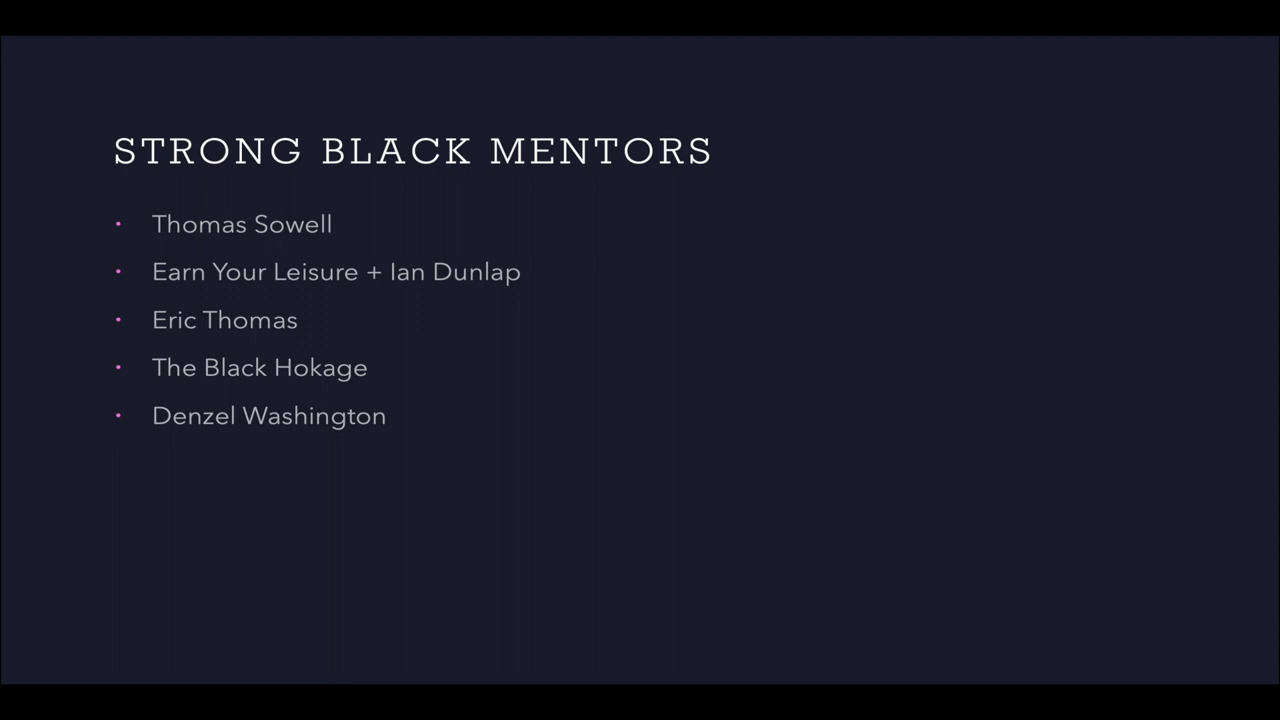 STRONG BLACK MENTORS
• Thomas Sowell
• Earn Your Leisure + Ian Dunlap
• Eric Thomas
• The Black Hokage
• Denzel Washington